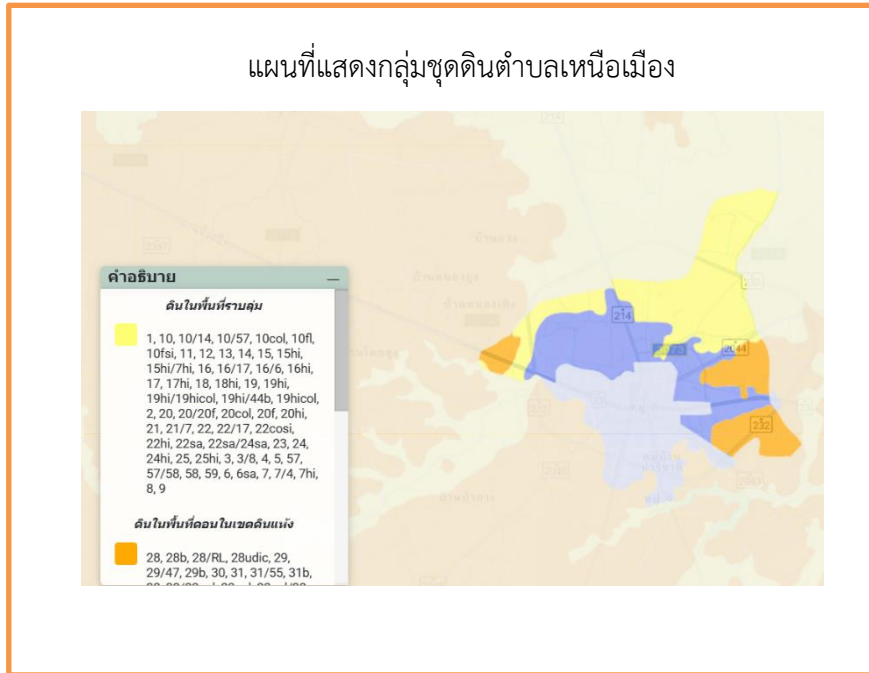 แผนที่แสดงกลุ่มชุดดินตำบลเหนือเมือง
214
คำอธิบาย
ดินในพื้นที่ราบลุ่ม
1, 10, 10/14, 10/57, 10col, 10fl,
10fsi, 11, 12, 13, 14, 15, 15hi,
15hi/7hi, 16, 16/17, 16/6, 16hi,
17, 17hi, 18, 18hi, 19, 19hi,
19hi/19hicol, 19hi/44b, 19hicol,
2, 20, 20/20f, 20col, 20f, 20hi,
21, 21/7, 22, 22/17, 22cosi,
22hi, 22sa, 22sa/24sa, 23, 24,
24hi, 25, 25hi, 3, 3/8, 4, 5, 57,
57/58, 58, 59, 6, 6sa, 7, 7/4, 7hi,
8, 9
ดินในพื้นที่ดอนในเขตดินแห้ง
28, 28b, 28/RL, 28udic, 29,
29/47, 29b, 30, 31, 31/55, 31b,
214
2044
232